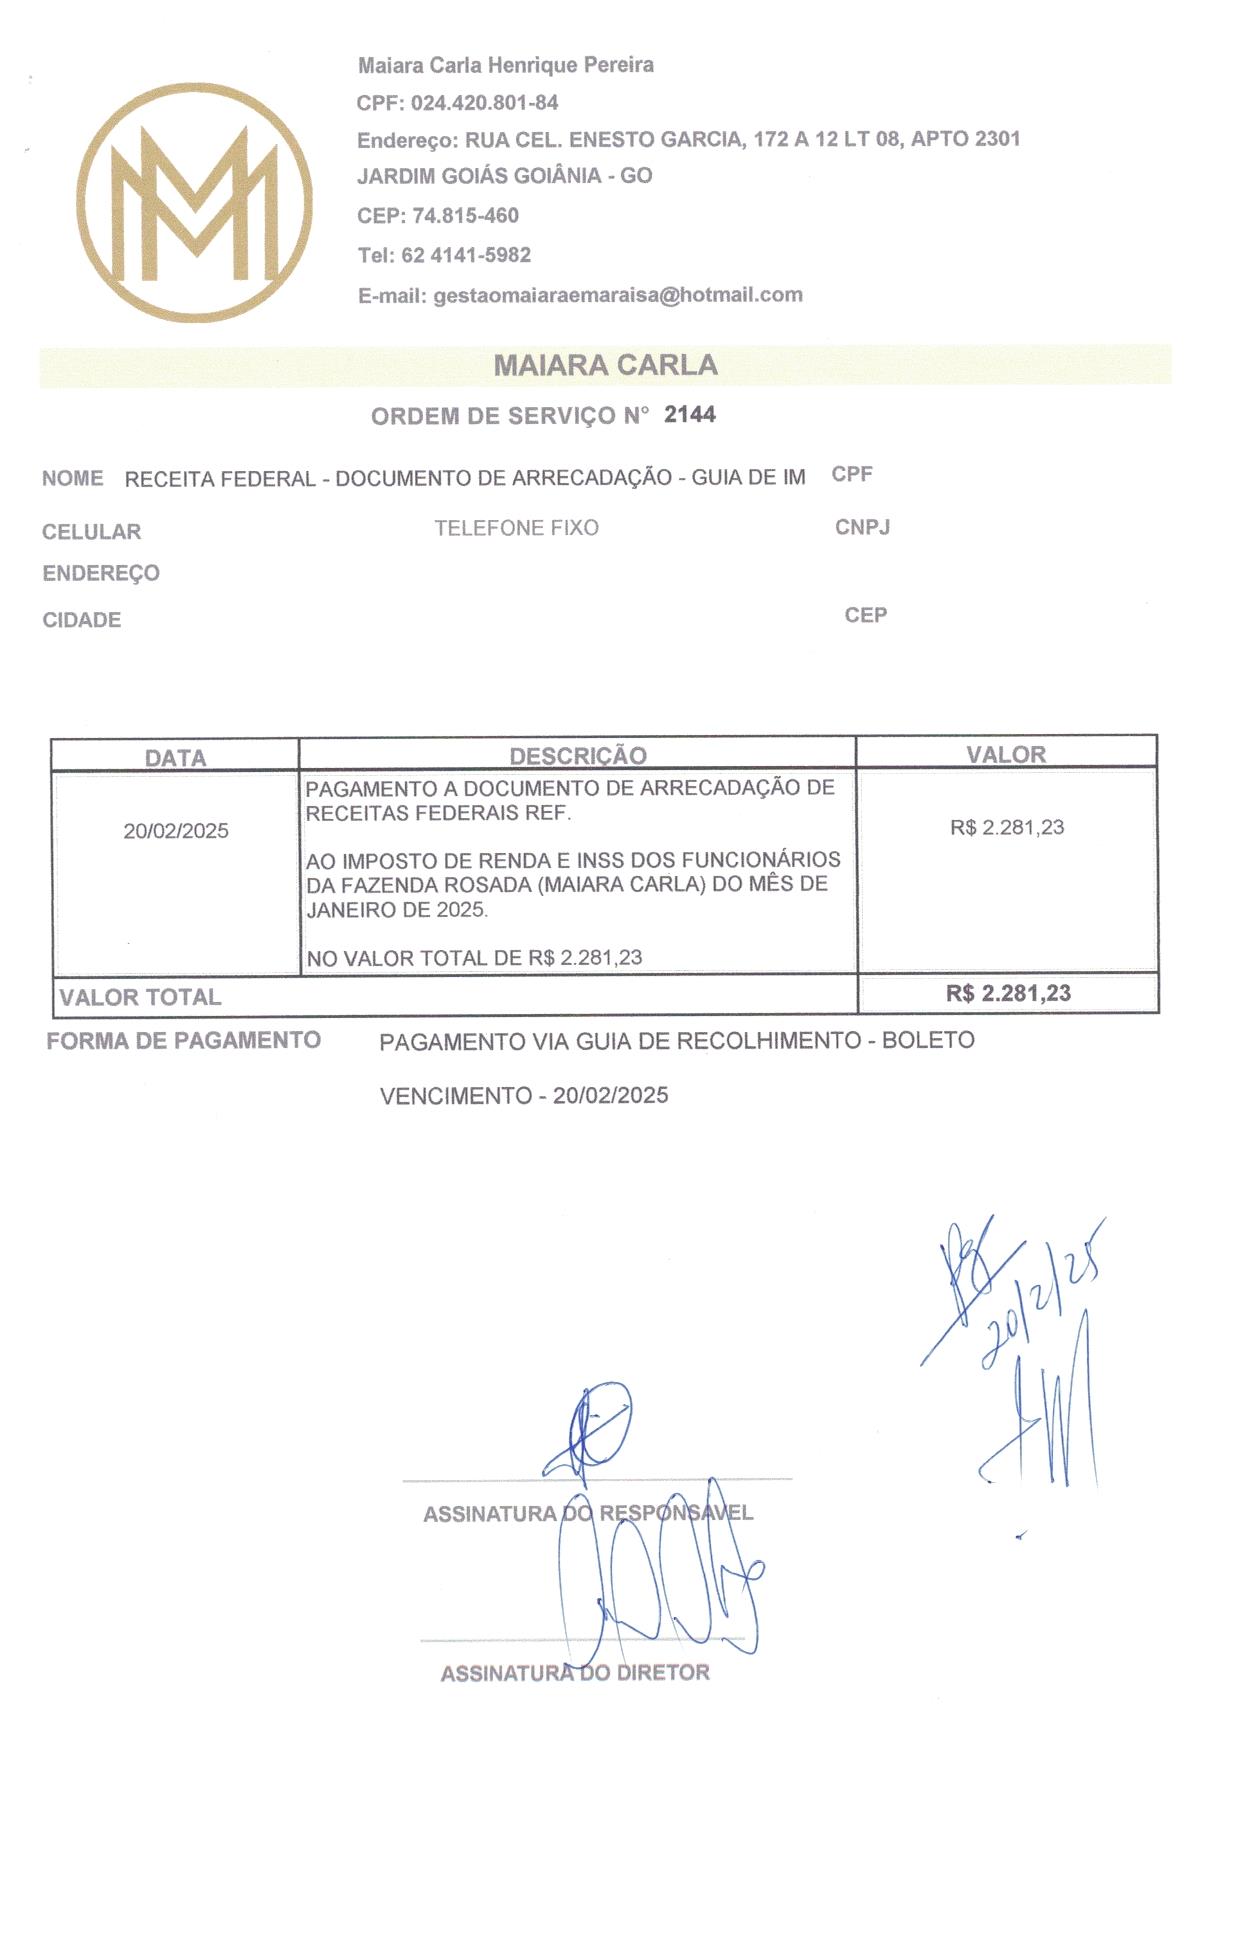 Maiara Carla Henrique Pereira
CPF: 024.420.801-84
Endereço: RUA CEL. ENESTO GARCIA, 172 A 12 LT 08, APTO 2301
JARDIM GOIÁS GOIÂNIA - GO
CEP: 74.815-460
Tel: 62 4141-5982
E-mail: gestaomaiaraemaraisa@hotmail.com
MAIARA CARLA
ORDEM DE SERVIÇO N° 2144
NOME RECEITA FEDERAL - DOCUMENTO DE ARRECADAÇÃO - GUIA DE IM CPF
CELULAR TELEFONE FIXO CNPJ
ENDEREÇO
CIDADE CEP
DATA DESCRIÇÃO VALOR
PAGAMENTO A DOCUMENTO DE ARRECADAÇÃO DE
RECEITAS FEDERAIS REF.
20/02/2025 R$ 2.281,23
AO IMPOSTO DE RENDA E INSS DOS FUNCIONÁRIOS
DA FAZENDA ROSADA (MAIARA CARLA) DO MÊS DE
JANEIRO DE 2025.
NO VALOR TOTAL DE R$ 2.281,23
VALOR TOTAL R$ 2.281,23
FORMA DE PAGAMENTO PAGAMENTO VIA GUIA DE RECOLHIMENTO - BOLETO
VENCIMENTO - 20/02/2025
Pg
20/2/25
ASSINATURA DO RESPONSAVEL
ASSINATURA DO DIRETOR